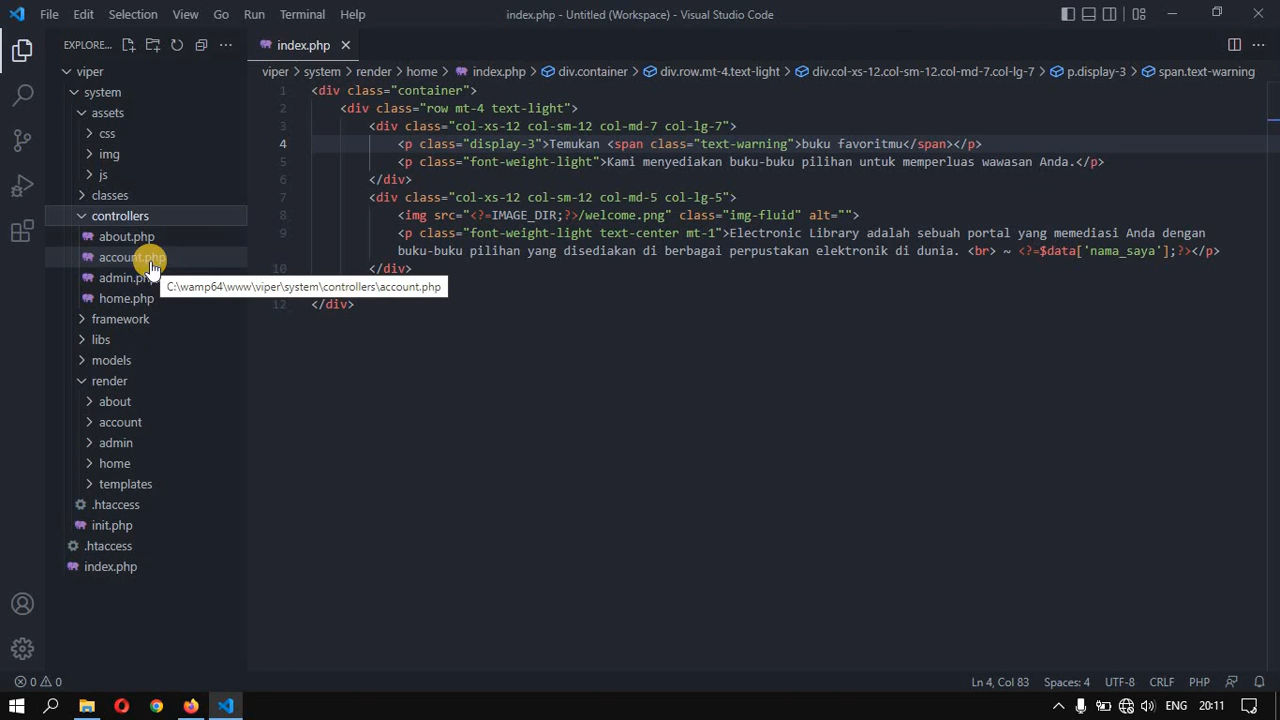 File Edit Selection View Go Run Terminal Help
index.php - Untitled (Workspace) - Visual Studio Code
EXPLORE...
index.php
viper > system > render > home > index.php > div.container > div.row.mt-4.text-light > div.col-xs-12.col-sm-12.col-md-7.col-lg-7 > p.display-3 > span.text-warning
viper
system
assets
css
img
js
classes
controllers
about.php
account.php
admin.php
home.php
framework
libs
models
render
about
account
admin
home
templates
.htaccess
init.php
.htaccess
index.php
C:\wamp64\www\viper\system\controllers\account.php
1 <div class="container">
2 <div class="row mt-4 text-light">
3 <div class="col-xs-12 col-sm-12 col-md-7 col-lg-7">
4 <p class="display-3">Temukan <span class="text-warning">buku favoritmu</span></p>
5 <p class="font-weight-light">Kami menyediakan buku-buku pilihan untuk memperluas wawasan Anda.</p>
6 </div>
7 <div class="col-xs-12 col-sm-12 col-md-5 col-lg-5">
8 <img src="<?=IMAGE_DIR;?>/welcome.png" class="img-fluid" alt="">
9 <p class="font-weight-light text-center mt-1">Electronic Library adalah sebuah portal yang memediasi Anda dengan
buku-buku pilihan yang disediakan di berbagai perpustakan elektronik di dunia. <br> ~ <?=$data['nama_saya'];?></p>
10 </div>
12 </div>
0 0
Ln 4, Col 83 Spaces: 4 UTF-8 CRLF PHP
ENG 20:11